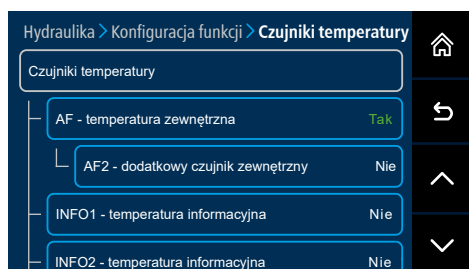 Hydraulika > Konfiguracja funkcji > Czujniki temperatury
Czujniki temperatury
AF - temperatura zewnętrzna Tak
AF2 - dodatkowy czujnik zewnętrzny Nie
INFO1 - temperatura informacyjna Nie
INFO2 - temperatura informacyjna Nie